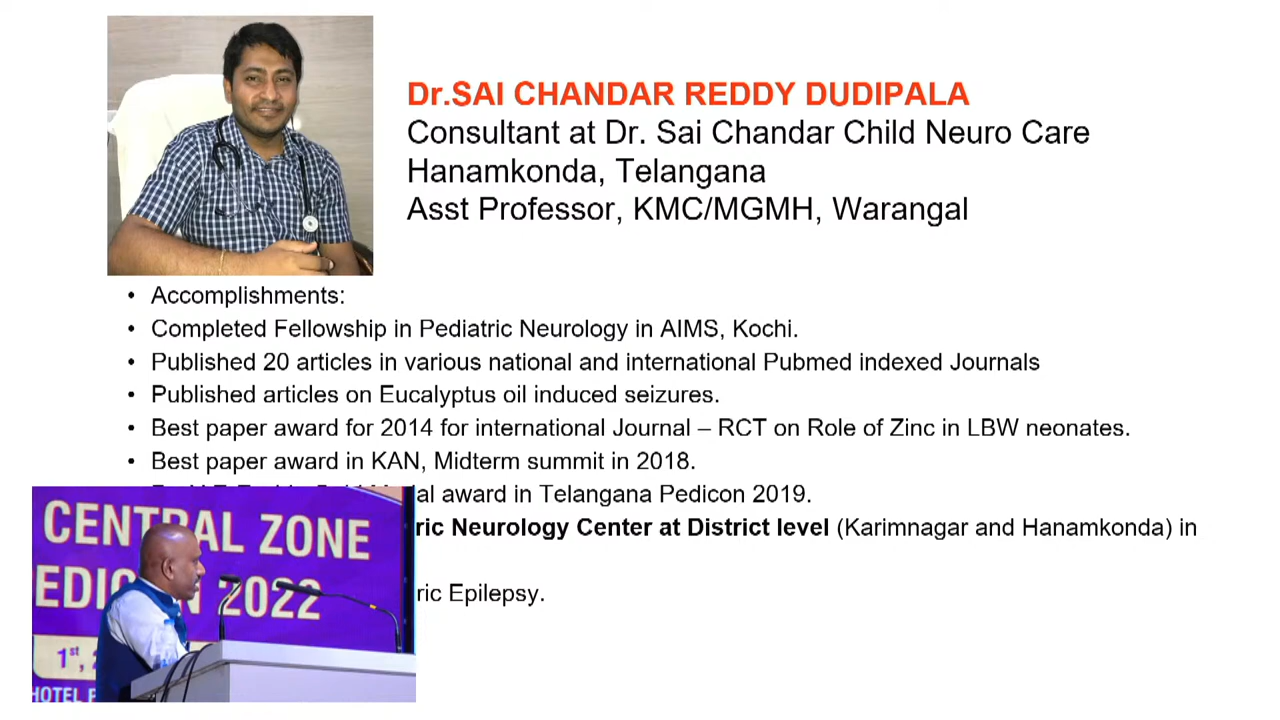 Dr.SAI CHANDAR REDDY DUDIPALA
Consultant at Dr. Sai Chandar Child Neuro Care
Hanamkonda, Telangana
Asst Professor, KMC/MGMH, Warangal
• Accomplishments:
• Completed Fellowship in Pediatric Neurology in AIMS, Kochi.
• Published 20 articles in various national and international Pubmed indexed Journals
• Published articles on Eucalyptus oil induced seizures.
• Best paper award for 2014 for international Journal – RCT on Role of Zinc in LBW neonates.
• Best paper award in KAN, Midterm summit in 2018.
award in Telangana Pedicon 2019.
Neurology Center at District level (Karimnagar and Hanamkonda) in
Epilepsy.
CENTRAL ZONE
2022
1st,
HOTEL